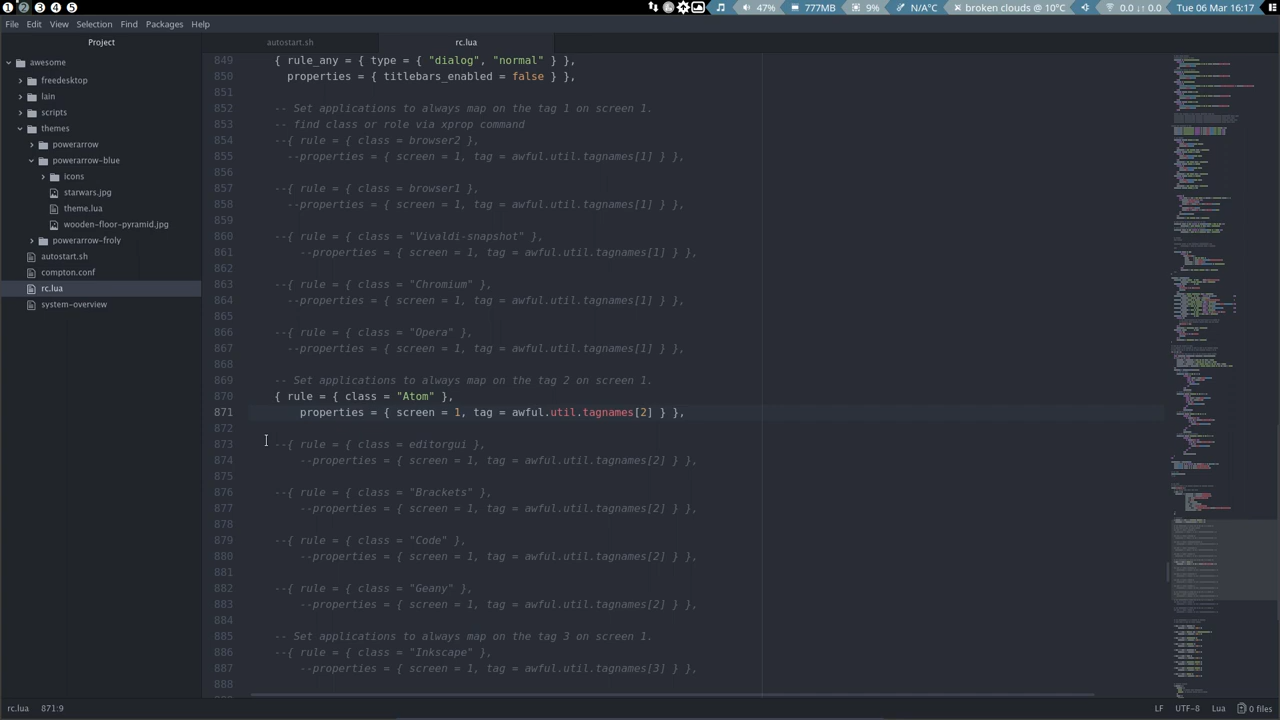 1 2 3 4 5
47% 777MB 9% N/A°C broken clouds @ 10°C 0.0 ↓↑ 0.0 Tue 06 Mar 16:17
File Edit View Selection Find Packages Help
Project
autostart.sh
rc.lua
awesome
freedesktop
lain
scripts
themes
powerarrow
powerarrow-blue
icons
starwars.jpg
theme.lua
wooden-floor-pyramid.jpg
powerarrow-froly
autostart.sh
compton.conf
rc.lua
system-overview
849 { rule_any = { type = { "dialog", "normal" } },
850 properties = { titlebars_enabled = false } },
851
852 -- Set applications to always map on the tag 1 on screen 1.
853 -- find class or role via xprop command
854 --{ rule = { class = browser2 },
855 --properties = { screen = 1, tag = awful.util.tagnames[1] } },
856
857 --{ rule = { class = browser1 },
858 --properties = { screen = 1, tag = awful.util.tagnames[1] } },
859
860 --{ rule = { class = "Vivaldi-snapshot" },
861 --properties = { screen = 1, tag = awful.util.tagnames[1] } },
862
863 --{ rule = { class = "Chromium" },
864 --properties = { screen = 1, tag = awful.util.tagnames[1] } },
865
866 --{ rule = { class = "Opera" },
867 --properties = { screen = 1, tag = awful.util.tagnames[1] } },
868
869 -- Set applications to always map on the tag 2 on screen 1.
870 { rule = { class = "Atom" },
871 properties = { screen = 1, tag = awful.util.tagnames[2] } },
872
873 --{ rule = { class = editorgui },
874 --properties = { screen = 1, tag = awful.util.tagnames[2] } },
875
876 --{ rule = { class = "Brackets" },
877 --properties = { screen = 1, tag = awful.util.tagnames[2] } },
878
879 --{ rule = { class = "Code" },
880 --properties = { screen = 1, tag = awful.util.tagnames[2] } },
881
882 --{ rule = { class = "Geany" },
883 --properties = { screen = 1, tag = awful.util.tagnames[2] } },
884
885 -- Set applications to always map on the tag 3 on screen 1.
886 --{ rule = { class = "Inkscape" },
887 --properties = { screen = 1, tag = awful.util.tagnames[3] } },
888
rc.lua 871:9 LF UTF-8 Lua 0 files